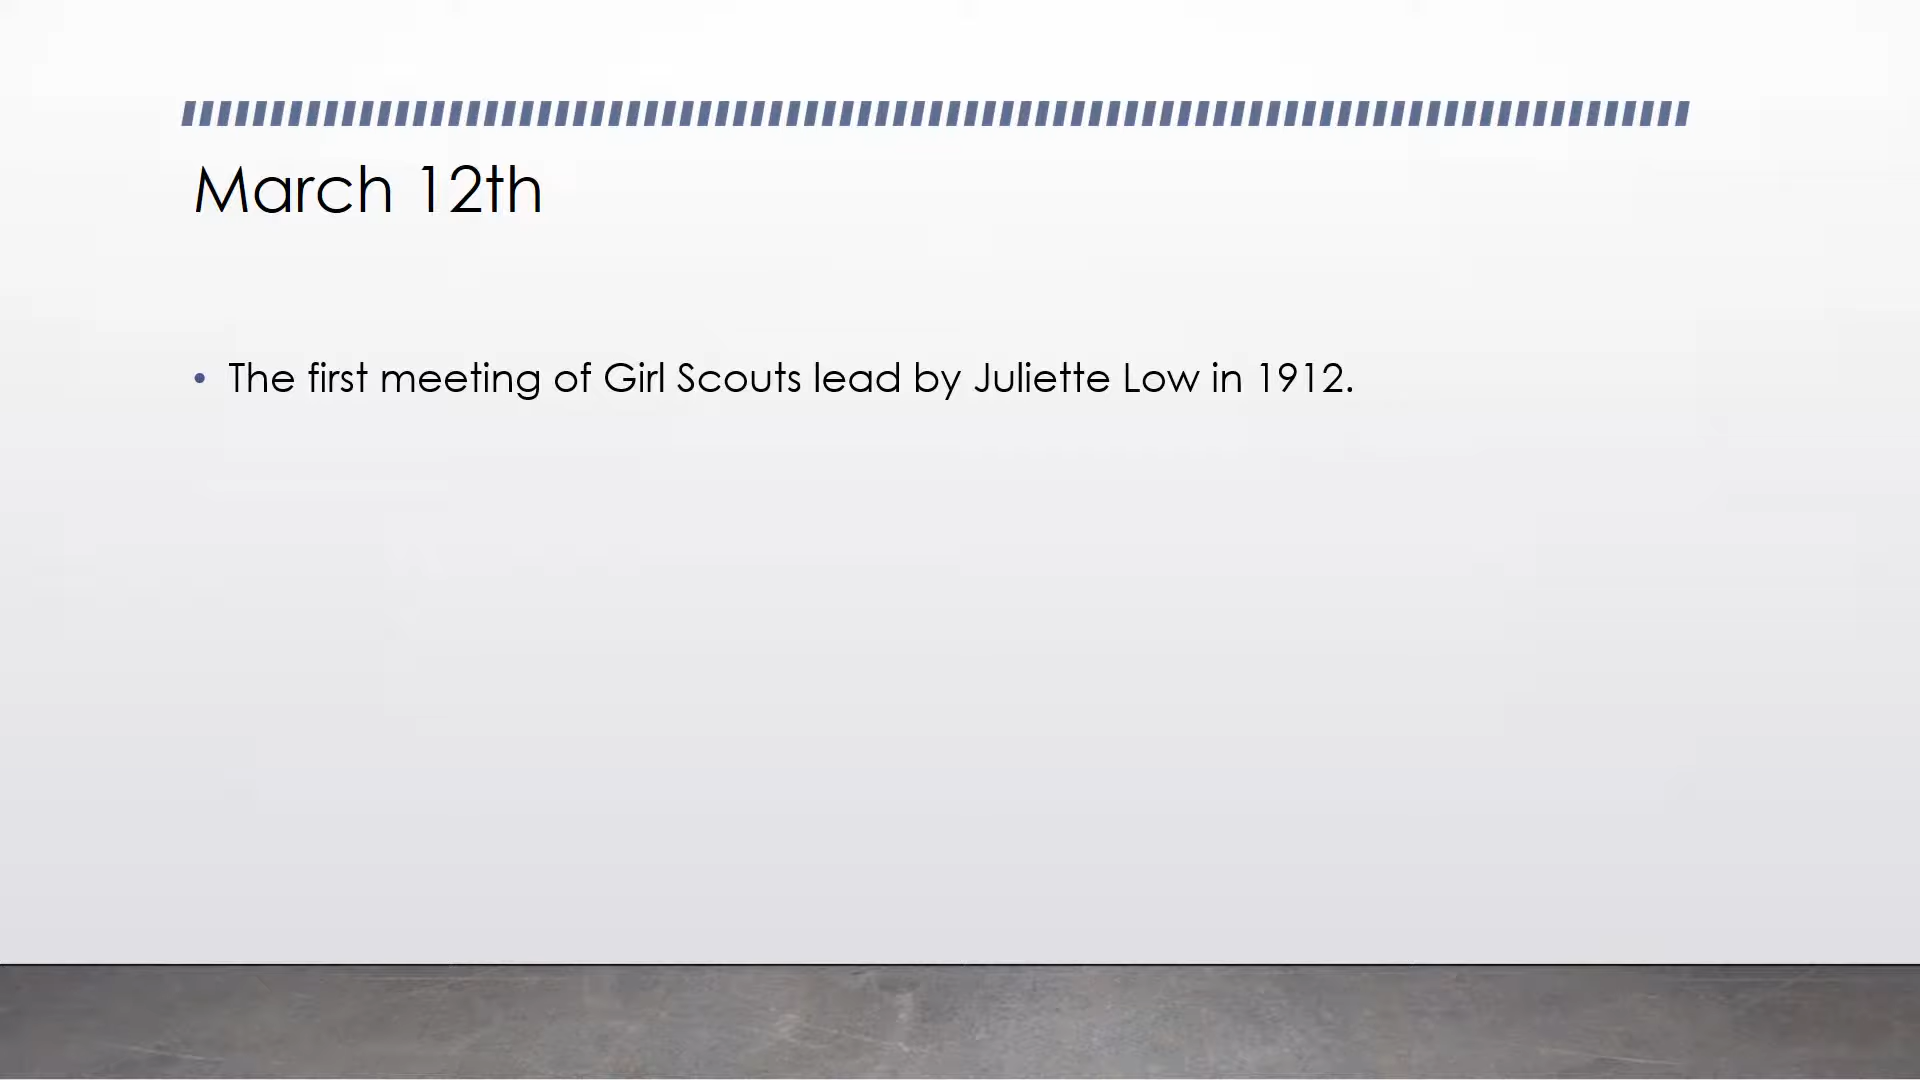 March 12th
• The first meeting of Girl Scouts lead by Juliette Low in 1912.